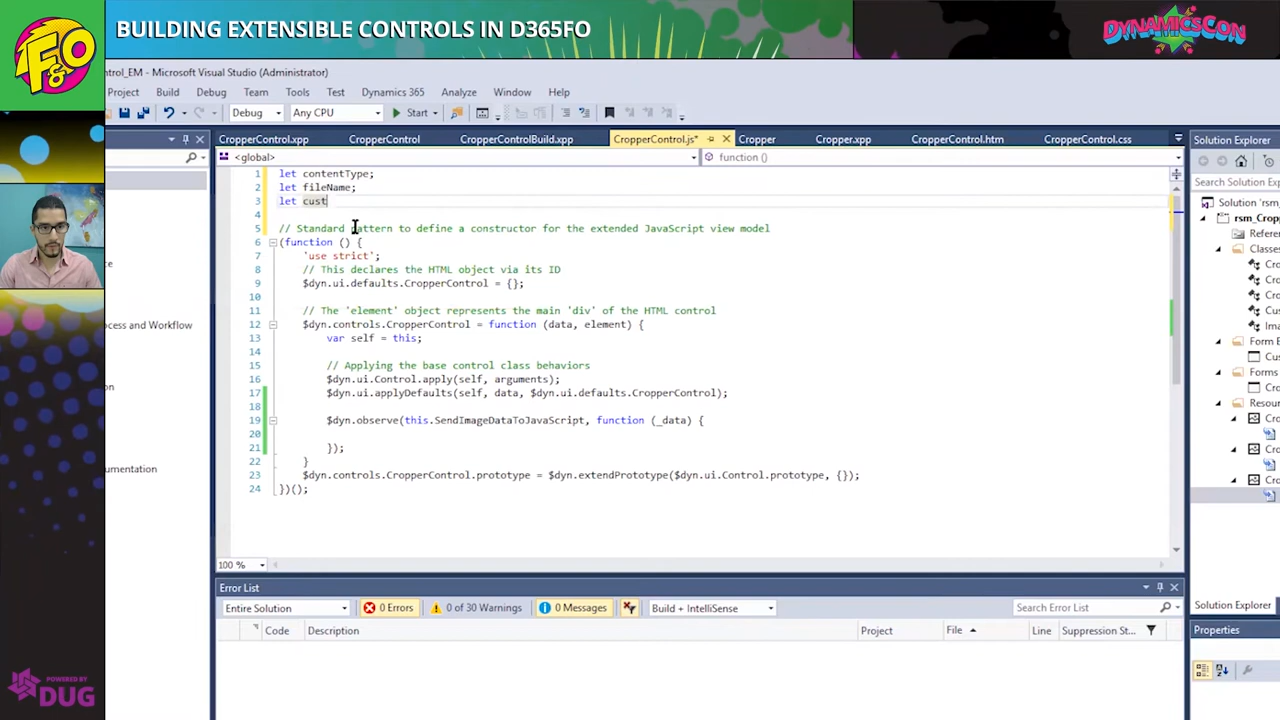 BUILDING EXTENSIBLE CONTROLS IN D365FO
F&O
DYNAMICSCON
ontrol_EM - Microsoft Visual Studio (Administrator)
Project Build Debug Team Tools Test Dynamics 365 Analyze Window Help
Debug Any CPU Start
CropperControl.xpp CropperControl CropperControlBuild.xpp CropperControl.js* Cropper Cropper.xpp CropperControl.htm CropperControl.css
<global> function ()
1 let contentType;
2 let fileName;
3 let cust
4
5 // Standard pattern to define a constructor for the extended JavaScript view model
6 (function () {
7 'use strict';
8 // This declares the HTML object via its ID
9 $dyn.ui.defaults.CropperControl = {};
10
11 // The 'element' object represents the main 'div' of the HTML control
12 $dyn.controls.CropperControl = function (data, element) {
13 var self = this;
14
15 // Applying the base control class behaviors
16 $dyn.ui.Control.apply(self, arguments);
17 $dyn.ui.applyDefaults(self, data, $dyn.ui.defaults.CropperControl);
18
19 $dyn.observe(this.SendImageDataToJavaScript, function (_data) {
20
21 });
22 }
23 $dyn.controls.CropperControl.prototype = $dyn.extendPrototype($dyn.ui.Control.prototype, {});
24 })();
100 %
ocess and Workflow
ion
ocumentation
Error List
Entire Solution 0 Errors 0 of 30 Warnings 0 Messages Build + IntelliSense Search Error List
Code Description Project File Line Suppression St...
Solution Explorer
Solution 'rsm_
rsm_Cropp
Referen
Classes
Cro
Cro
Cro
Cus
Ima
Form E
Cus
Forms
Cro
Resour
Cro
Cro
Cro
Solution Explorer
Properties
POWERED BY
DUG